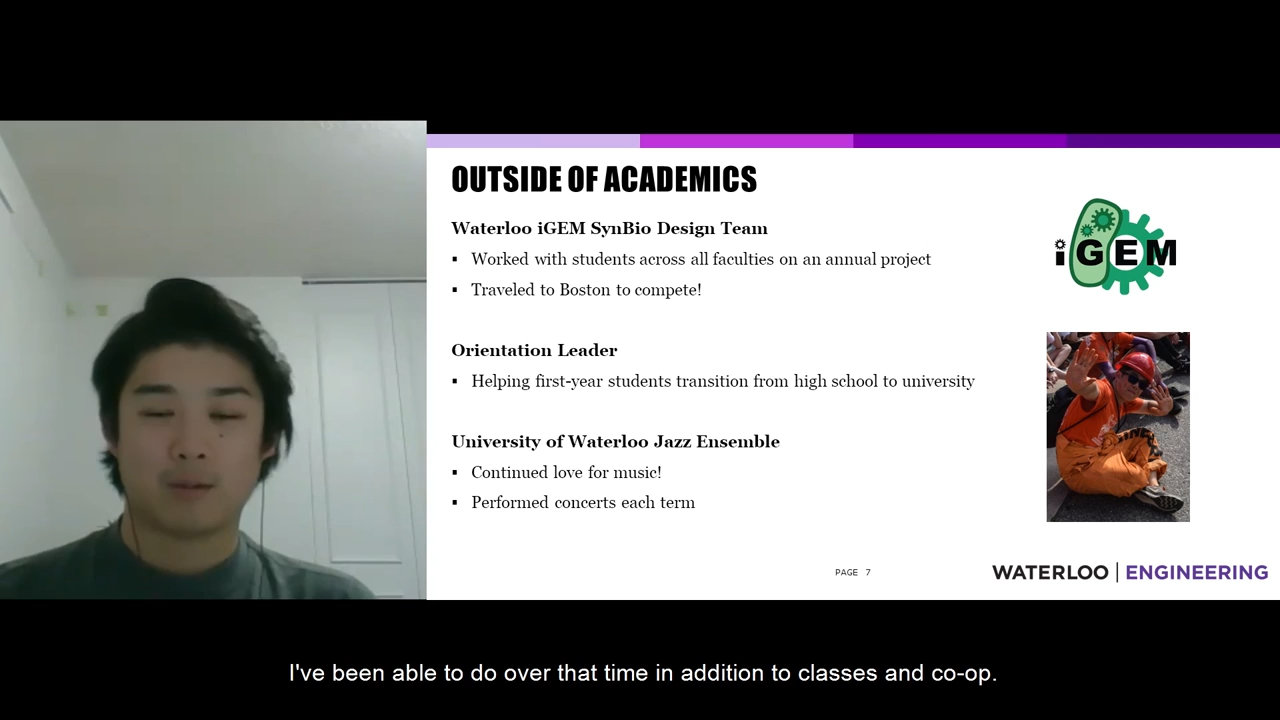 OUTSIDE OF ACADEMICS
Waterloo iGEM SynBio Design Team
▪ Worked with students across all faculties on an annual project
▪ Traveled to Boston to compete!
iGEM
Orientation Leader
▪ Helping first-year students transition from high school to university
University of Waterloo Jazz Ensemble
▪ Continued love for music!
▪ Performed concerts each term
PAGE 7
WATERLOO | ENGINEERING
I've been able to do over that time in addition to classes and co-op.